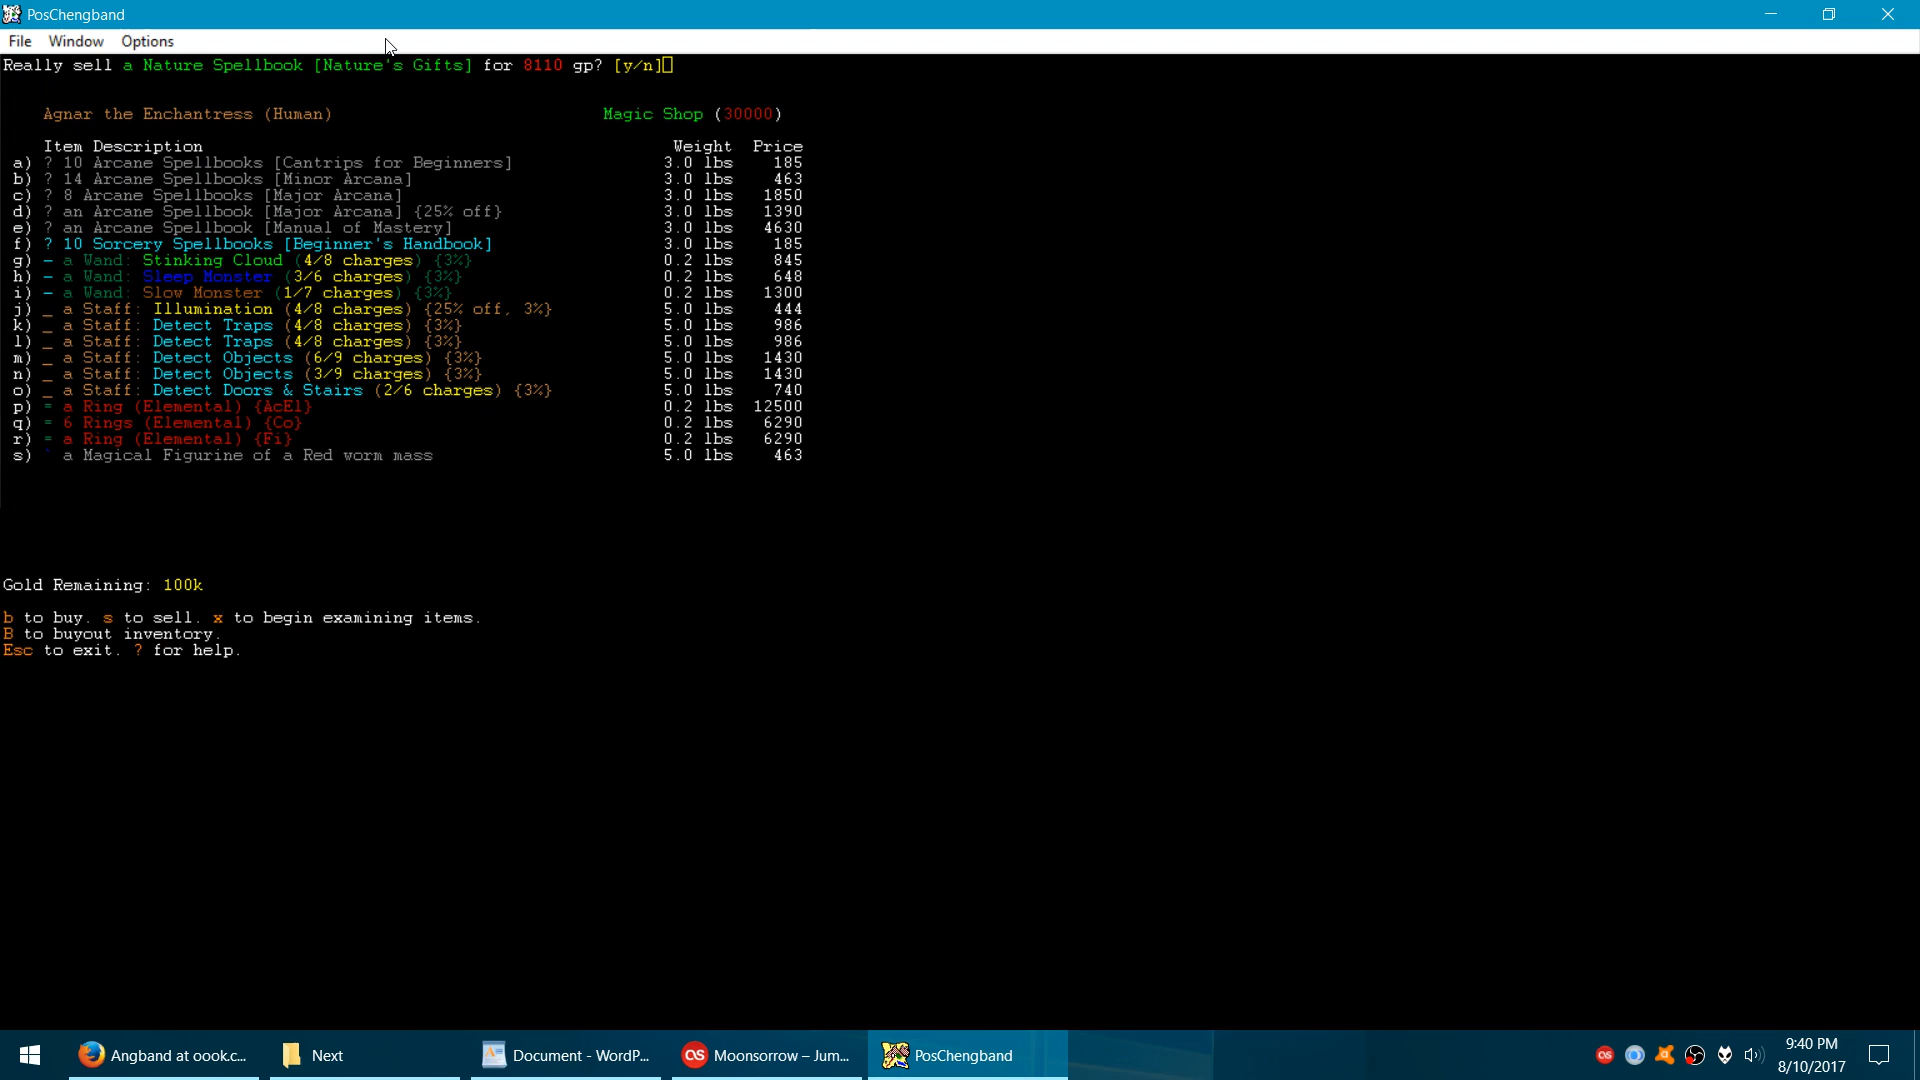 PosChengband
File Window Options
Really sell a Nature Spellbook [Nature's Gifts] for 8110 gp? [y/n]
Agnar the Enchantress (Human) Magic Shop (30000)
Item Description Weight Price
a) ? 10 Arcane Spellbooks [Cantrips for Beginners] 3.0 lbs 185
b) ? 14 Arcane Spellbooks [Minor Arcana] 3.0 lbs 463
c) ? 8 Arcane Spellbooks [Major Arcana] 3.0 lbs 1850
d) ? an Arcane Spellbook [Major Arcana] {25% off} 3.0 lbs 1390
e) ? an Arcane Spellbook [Manual of Mastery] 3.0 lbs 4630
f) ? 10 Sorcery Spellbooks [Beginner's Handbook] 3.0 lbs 185
g) - a Wand: Stinking Cloud (4/8 charges) {3%} 0.2 lbs 845
h) - a Wand: Sleep Monster (3/6 charges) {3%} 0.2 lbs 648
i) - a Wand: Slow Monster (1/7 charges) {3%} 0.2 lbs 1300
j) _ a Staff: Illumination (4/8 charges) {25% off, 3%} 5.0 lbs 444
k) _ a Staff: Detect Traps (4/8 charges) {3%} 5.0 lbs 986
l) _ a Staff: Detect Traps (4/8 charges) {3%} 5.0 lbs 986
m) _ a Staff: Detect Objects (6/9 charges) {3%} 5.0 lbs 1430
n) _ a Staff: Detect Objects (3/9 charges) {3%} 5.0 lbs 1430
o) _ a Staff: Detect Doors & Stairs (2/6 charges) {3%} 5.0 lbs 740
p) = a Ring (Elemental) {AcEl} 0.2 lbs 12500
q) = 6 Rings (Elemental) {Co} 0.2 lbs 6290
r) = a Ring (Elemental) {Fi} 0.2 lbs 6290
s) ` a Magical Figurine of a Red worm mass 5.0 lbs 463
Gold Remaining: 100k
b to buy. s to sell. x to begin examining items.
B to buyout inventory.
Esc to exit. ? for help.
Angband at oook.c... Next Document - WordP... Moonsorrow – Jum... PosChengband
9:40 PM
8/10/2017